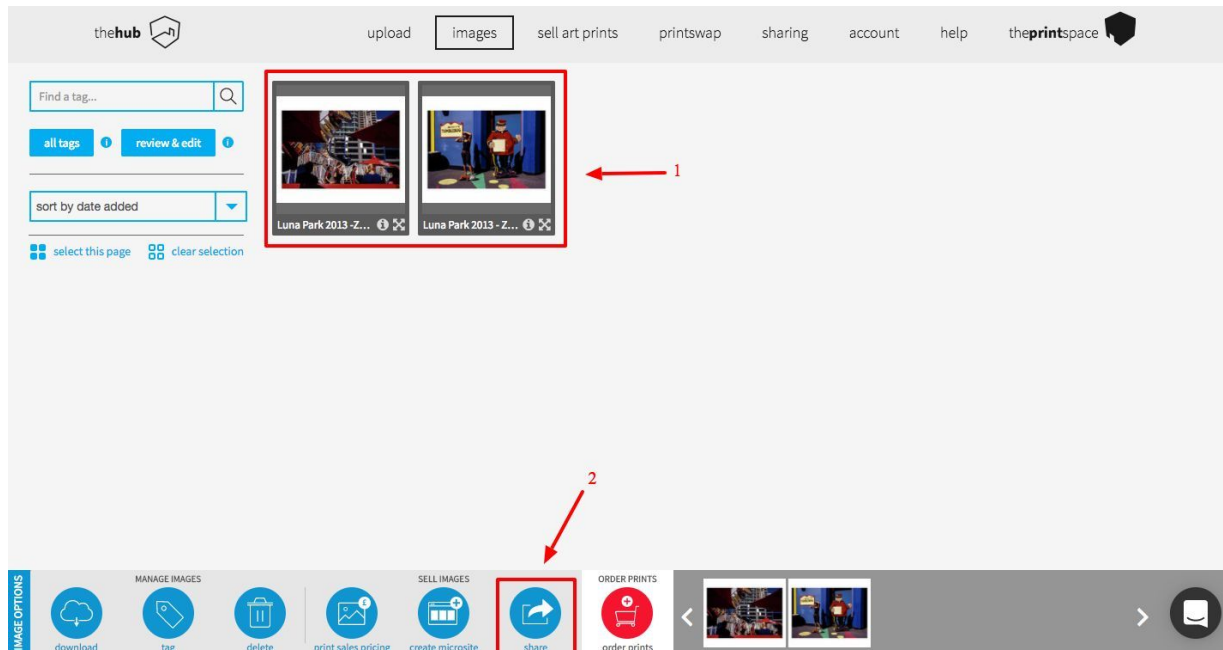 thehub
upload
images
sell art prints
printswap
sharing
account
help
theprintspace
Find a tag...
all tags
review & edit
sort by date added
select this page
clear selection
Luna Park 2013 -Z...
Luna Park 2013 - Z...
1
2
IMAGE OPTIONS
MANAGE IMAGES
download
tag
delete
SELL IMAGES
print sales pricing
create microsite
share
ORDER PRINTS
order prints